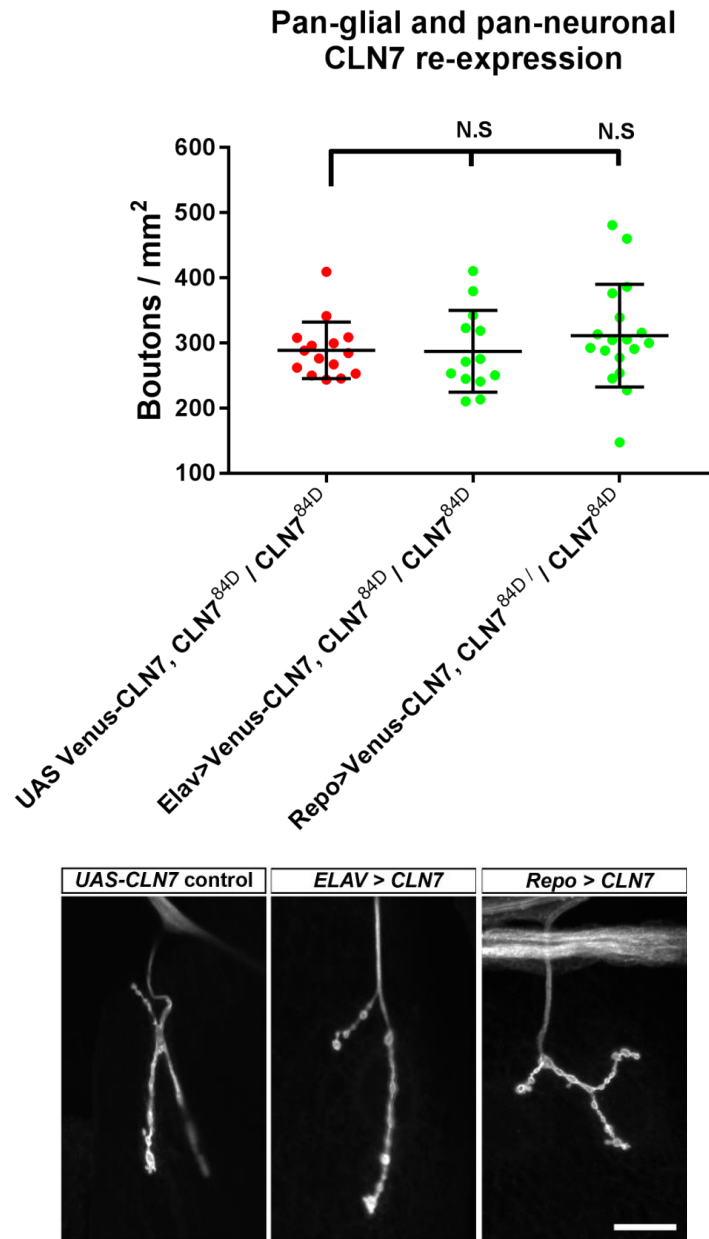 Pan-glial and pan-neuronal
CLN7 re-expression
N.S
N.S
600
500
400
300
200
100
Boutons / mm²
UAS Venus-CLN7, CLN7⁸⁴ᴰ / CLN7⁸⁴ᴰ
Elav>Venus-CLN7, CLN7⁸⁴ᴰ / CLN7⁸⁴ᴰ
Repo>Venus-CLN7, CLN7⁸⁴ᴰ ᐟ / CLN7⁸⁴ᴰ
UAS-CLN7 control
ELAV > CLN7
Repo > CLN7